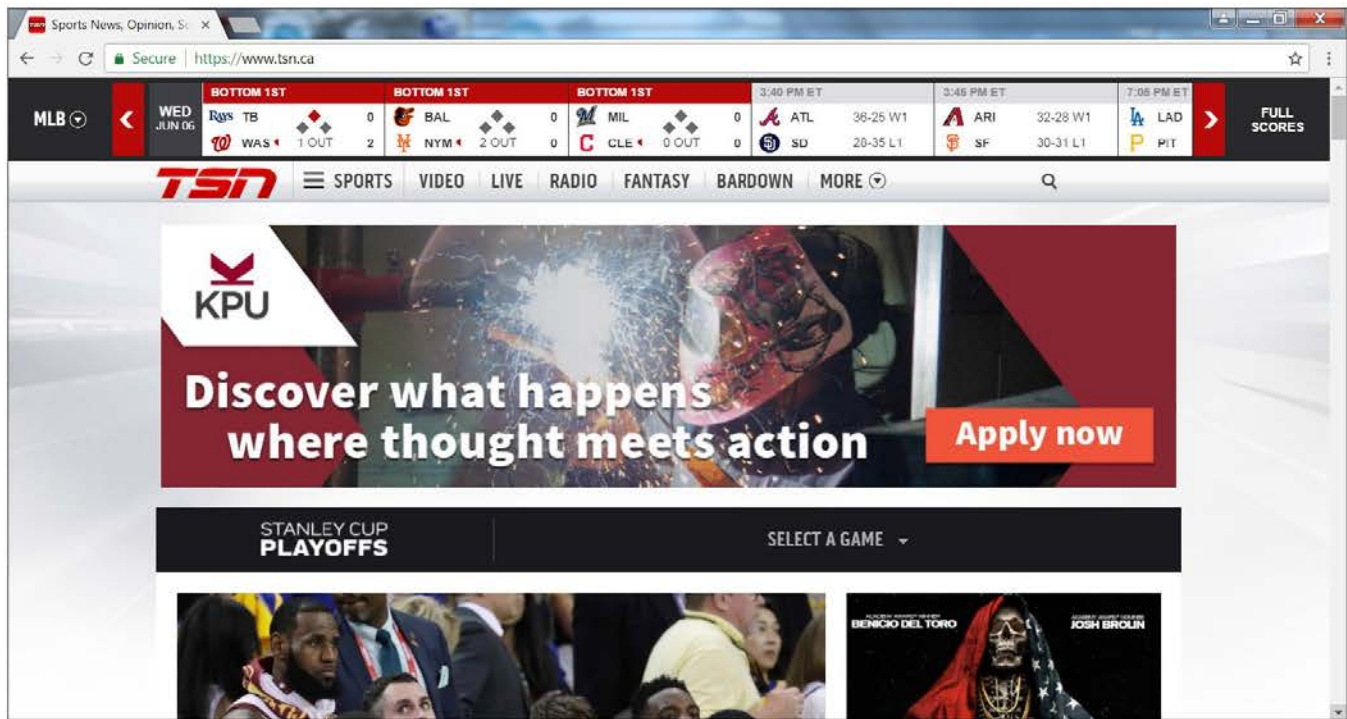 Sports News, Opinion, Sc
Secure https://www.tsn.ca
MLB
WED
JUN 06
BOTTOM 1ST
Rays TB 0
W WAS 1 OUT 2
BOTTOM 1ST
BAL 0
NYM 2 OUT 0
BOTTOM 1ST
M MIL 0
C CLE 0 OUT 0
3:40 PM ET
A ATL 36-25 W1
SD SD 28-35 L1
3:45 PM ET
A ARI 32-28 W1
SF SF 30-31 L1
7:05 PM ET
LA LAD
P PIT
FULL
SCORES
TSN SPORTS VIDEO LIVE RADIO FANTASY BARDOWN MORE
KPU
Discover what happens
where thought meets action
Apply now
STANLEY CUP
PLAYOFFS
SELECT A GAME
BENICIO DEL TORO
JOSH BROLIN